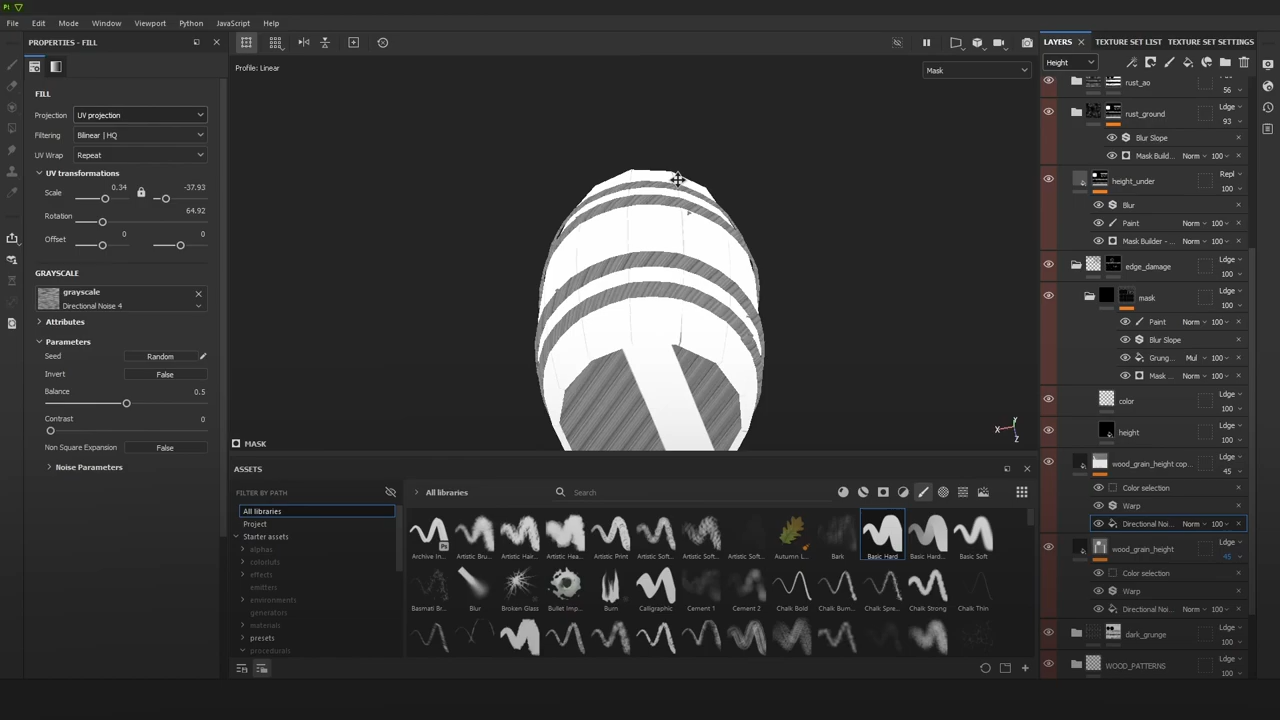 Pt
File Edit Mode Window Viewport Python JavaScript Help
PROPERTIES - FILL
FILL
Projection UV projection
Filtering Bilinear | HQ
UV Wrap Repeat
UV transformations
Scale 0.34 -37.93
Rotation 64.92
Offset 0 0
GRAYSCALE
grayscale
Directional Noise 4
Attributes
Parameters
Seed Random
Invert False
Balance 0.5
Contrast 0
Non Square Expansion False
Noise Parameters
Profile: Linear
Mask
MASK
X Y Z
ASSETS
FILTER BY PATH
All libraries
Project
Starter assets
alphas
colorluts
effects
emitters
environments
generators
materials
presets
procedurals
All libraries
Search
Archive In... Artistic Bru... Artistic Hair... Artistic Hea... Artistic Print Artistic Soft... Artistic Sof... Artistic Soft... Autumn L... Bark Basic Hard Basic Hard... Basic Soft
Basmati Br... Blur Broken Glass Bullet Imp... Burn Calligraphic Cement 1 Cement 2 Chalk Bold Chalk Bum... Chalk Spre... Chalk Strong Chalk Thin
LAYERS TEXTURE SET LIST TEXTURE SET SETTINGS
Height
rust_ao 56
rust_ground Ldge 93
Blur Slope
Mask Build... Norm 100
height_under Repl 100
Blur
Paint Norm 100
Mask Builder - ... Norm 100
edge_damage Ldge 100
mask Ldge 100
Paint Norm 100
Blur Slope
Grung... Mul 100
Mask ... Norm 100
color Ldge 100
height Ldge 100
wood_grain_height cop... Ldge 45
Color selection
Warp
Directional Noi... Norm 100
wood_grain_height Ldge 45
Color selection
Warp
Directional Noi... Norm 100
dark_grunge Ldge 100
WOOD_PATTERNS Ldge 100